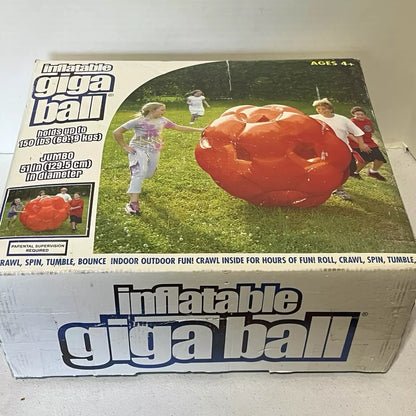 inflatable
giga
ball
holds up to
150 lbs (68.19 kgs)
JUMBO
51 in (129.5 cm)
in diameter
PARENTAL SUPERVISION
REQUIRED
AGES 4+
RAWL, SPIN, TUMBLE, BOUNCE INDOOR OUTDOOR FUN! CRAWL INSIDE FOR HOURS OF FUN! ROLL, CRAWL, SPIN, TUMBLE,
inflatable
giga ball®